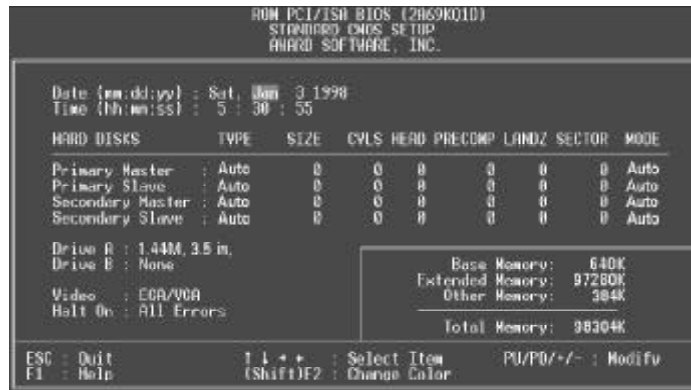 ROM PCI/ISA BIOS (2A69KQ1D)
STANDARD CMOS SETUP
AWARD SOFTWARE, INC.
Date (mm:dd:yy) : Sat, Jan 3 1998
Time (hh:mm:ss) : 5 : 30 : 55
HARD DISKS TYPE SIZE CYLS HEAD PRECOMP LANDZ SECTOR MODE
Primary Master : Auto 0 0 0 0 0 0 Auto
Primary Slave : Auto 0 0 0 0 0 0 Auto
Secondary Master : Auto 0 0 0 0 0 0 Auto
Secondary Slave : Auto 0 0 0 0 0 0 Auto
Drive A : 1.44M, 3.5 in.
Drive B : None
Video : EGA/VGA
Halt On : All Errors
Base Memory: 640K
Extended Memory: 97280K
Other Memory: 384K
Total Memory: 98304K
ESC : Quit ↑ ↓ → ← : Select Item PU/PD/+/- : Modify
F1 : Help (Shift)F2 : Change Color